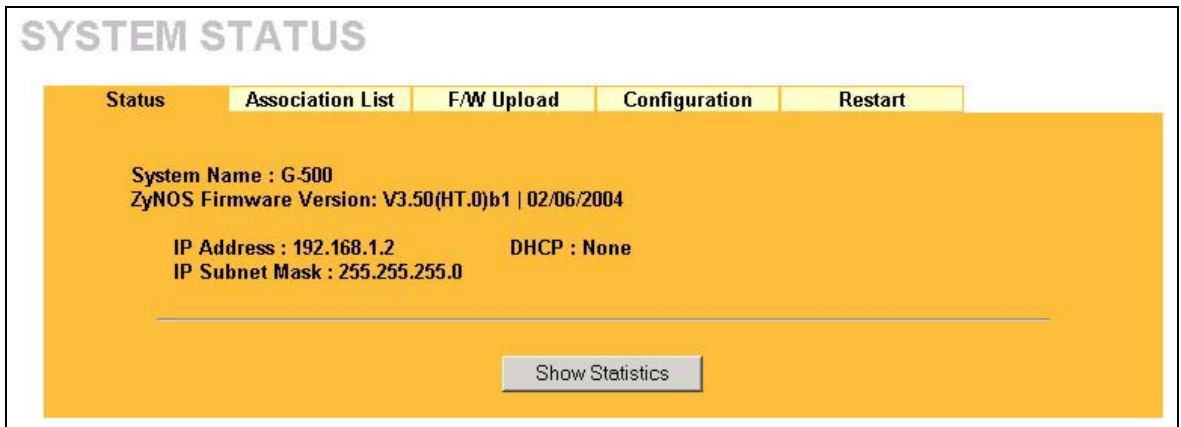 SYSTEM STATUS
Status Association List F/W Upload Configuration Restart
System Name : G-500
ZyNOS Firmware Version: V3.50(HT.0)b1 | 02/06/2004
IP Address : 192.168.1.2 DHCP : None
IP Subnet Mask : 255.255.255.0
Show Statistics